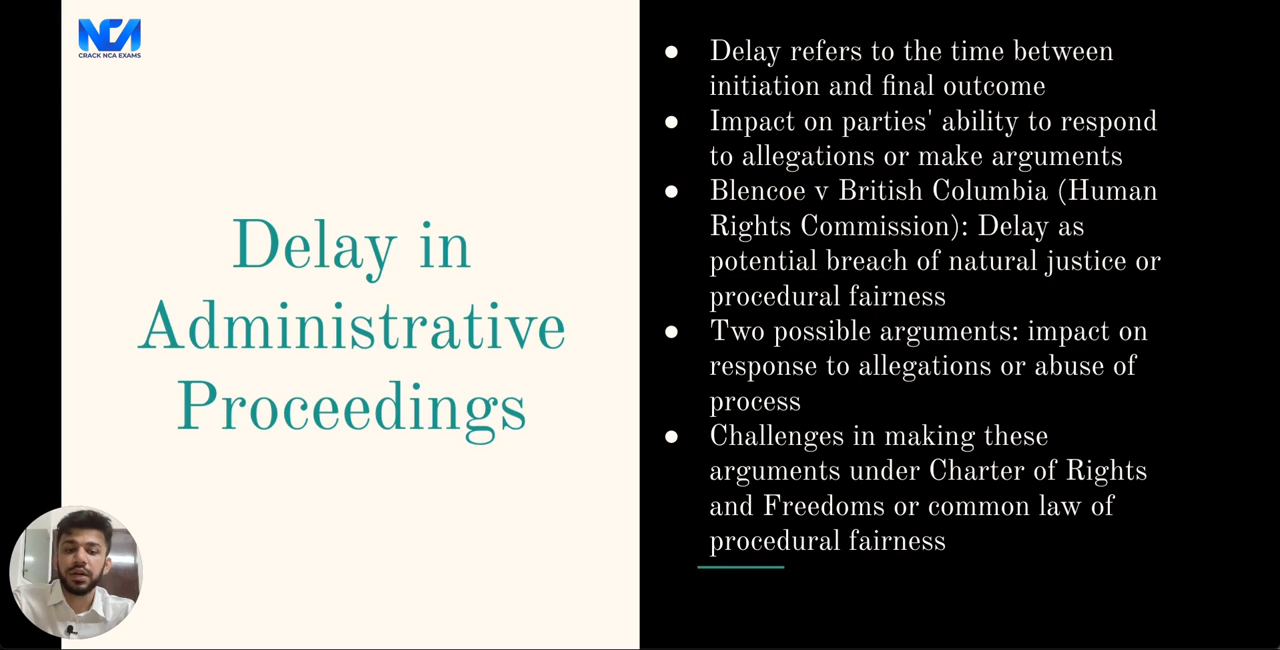 NCA
CRACK NCA EXAMS
Delay in
Administrative
Proceedings
● Delay refers to the time between
initiation and final outcome
● Impact on parties' ability to respond
to allegations or make arguments
● Blencoe v British Columbia (Human
Rights Commission): Delay as
potential breach of natural justice or
procedural fairness
● Two possible arguments: impact on
response to allegations or abuse of
process
● Challenges in making these
arguments under Charter of Rights
and Freedoms or common law of
procedural fairness